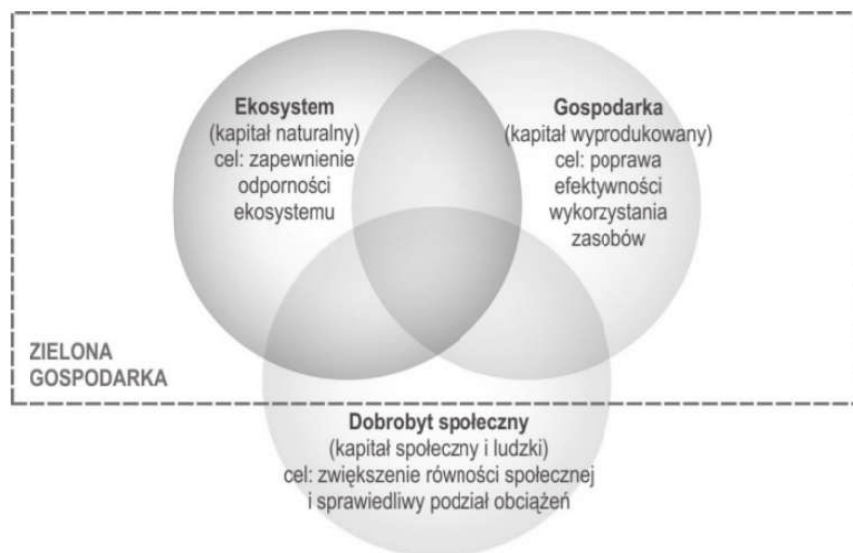 Ekosystem
(kapitał naturalny)
cel: zapewnienie
odporności
ekosystemu
Gospodarka
(kapitał wyprodukowany)
cel: poprawa
efektywności
wykorzystania
zasobów
ZIELONA
GOSPODARKA
Dobrobyt społeczny
(kapitał społeczny i ludzki)
cel: zwiększenie równości społecznej
i sprawiedliwy podział obciążeń